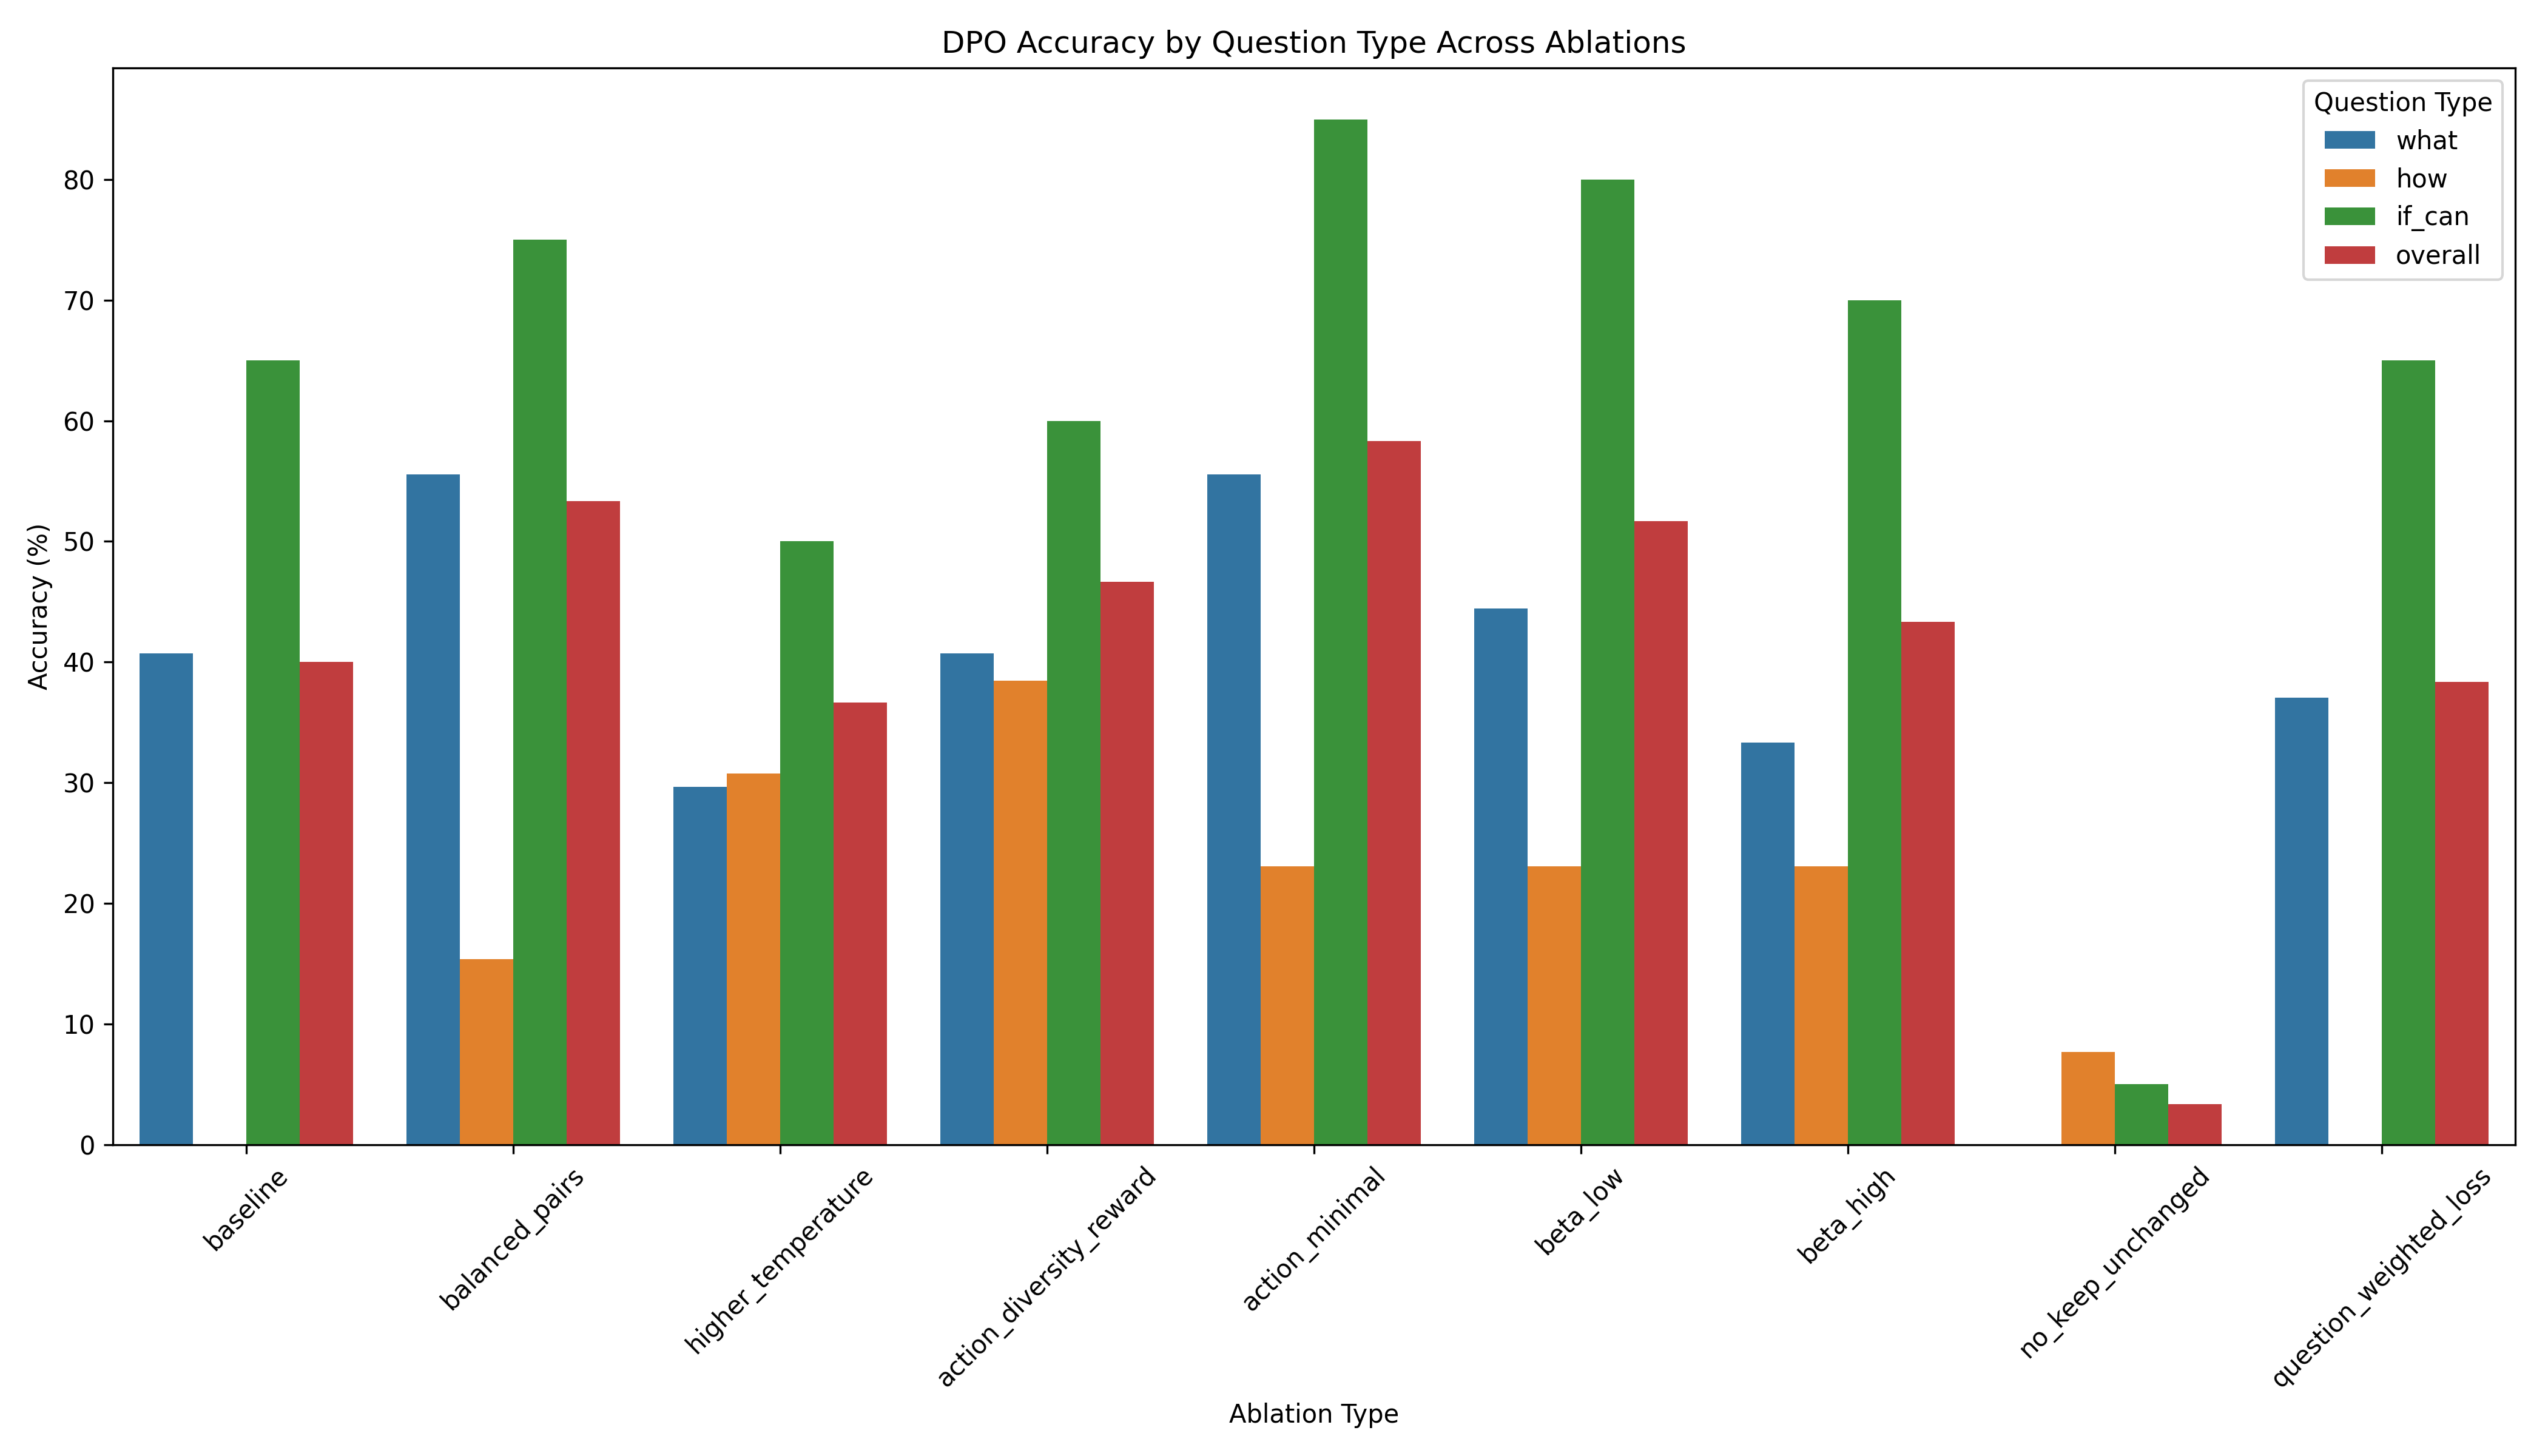 DPO Accuracy by Question Type Across Ablations
Question Type
what
how
if_can
overall
Accuracy (%)
80
70
60
50
40
30
20
10
0
baseline
balanced_pairs
higher_temperature
action_diversity_reward
action_minimal
beta_low
beta_high
no_keep_unchanged
question_weighted_loss
Ablation Type